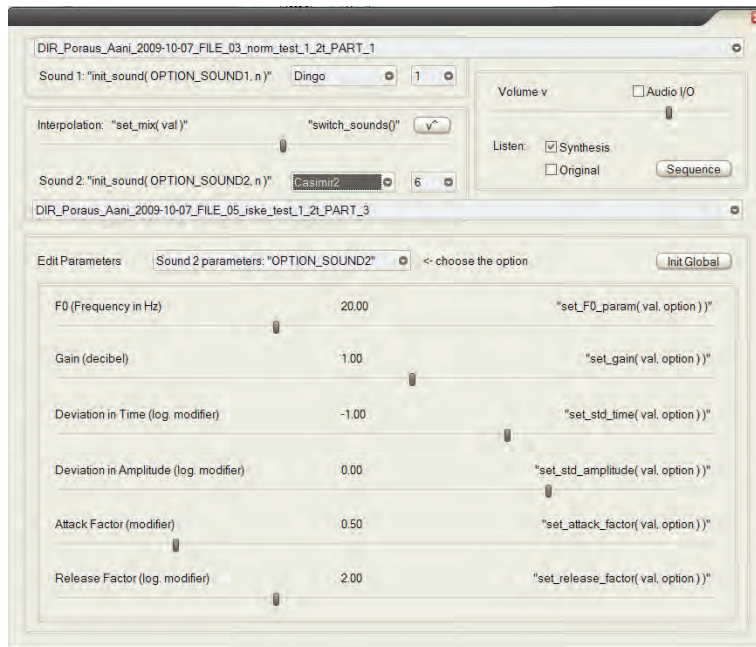 DIR_Poraus_Aani_2009-10-07_FILE_03_norm_test_1_2t_PART_1
Sound 1: "init_sound( OPTION_SOUND1, n )" Dingo 1
Volume v Audio I/O
Interpolation: "set_mix( val )" "switch_sounds()" v^
Listen: Synthesis
Original Sequence
Sound 2: "init_sound( OPTION_SOUND2, n )" Casimir2 6
DIR_Poraus_Aani_2009-10-07_FILE_05_iske_test_1_2t_PART_3
Edit Parameters Sound 2 parameters: "OPTION_SOUND2" <- choose the option Init Global
F0 (Frequency in Hz) 20.00 "set_F0_param( val, option ) )"
Gain (decibel) 1.00 "set_gain( val, option ) )"
Deviation in Time (log. modifier) -1.00 "set_std_time( val, option ) )"
Deviation in Amplitude (log. modifier) 0.00 "set_std_amplitude( val, option ) )"
Attack Factor (modifier) 0.50 "set_attack_factor( val, option ) )"
Release Factor (log. modifier) 2.00 "set_release_factor( val, option ) )"